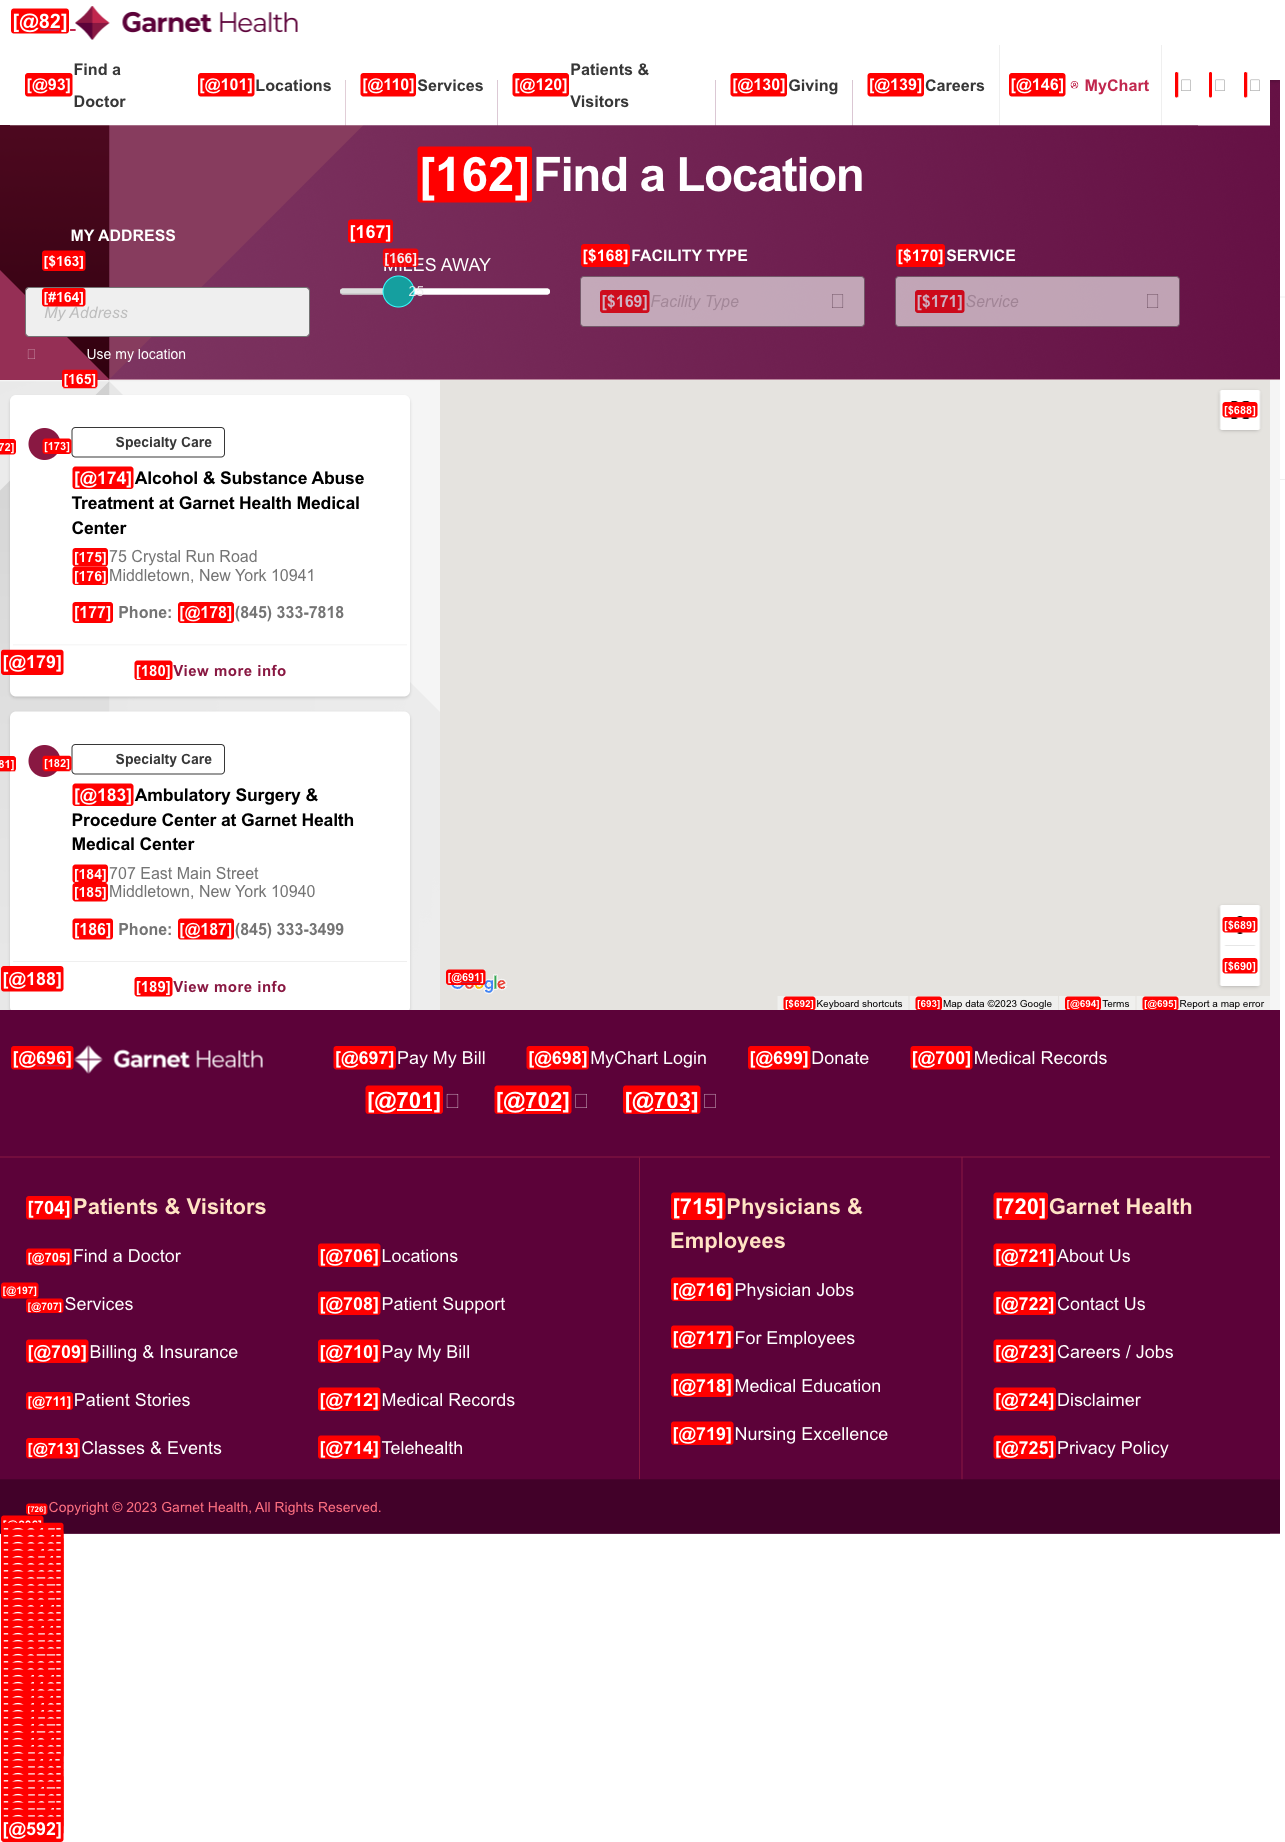 [@82] Garnet Health
[@93] Find a Doctor
[@101] Locations
[@110] Services
[@120] Patients & Visitors
[@130] Giving
[@139] Careers
[@146] MyChart
[162] Find a Location
MY ADDRESS
[$163]
[#164]
My Address
Use my location
[165]
[167]
[166]
MILES AWAY
25
[$168] FACILITY TYPE
[$169] Facility Type
[$170] SERVICE
[$171] Service
72] [173] Specialty Care
[@174] Alcohol & Substance Abuse
Treatment at Garnet Health Medical
Center
[175] 75 Crystal Run Road
[176] Middletown, New York 10941
[177] Phone: [@178] (845) 333-7818
[@179] [180] View more info
81] [182] Specialty Care
[@183] Ambulatory Surgery &
Procedure Center at Garnet Health
Medical Center
[184] 707 East Main Street
[185] Middletown, New York 10940
[186] Phone: [@187] (845) 333-3499
[@188] [189] View more info
[$688]
[$689]
[$690]
[@691] Google
[$692] Keyboard shortcuts [693] Map data ©2023 Google [@694] Terms [@695] Report a map error
[@696] Garnet Health
[@697] Pay My Bill [@698] MyChart Login [@699] Donate [@700] Medical Records
[@701] [@702] [@703]
[704] Patients & Visitors
[@705] Find a Doctor [@706] Locations
[@197]
[@707] Services [@708] Patient Support
[@709] Billing & Insurance [@710] Pay My Bill
[@711] Patient Stories [@712] Medical Records
[@713] Classes & Events [@714] Telehealth
[715] Physicians &
Employees
[@716] Physician Jobs
[@717] For Employees
[@718] Medical Education
[@719] Nursing Excellence
[720] Garnet Health
[@721] About Us
[@722] Contact Us
[@723] Careers / Jobs
[@724] Disclaimer
[@725] Privacy Policy
[726] Copyright © 2023 Garnet Health, All Rights Reserved.
[@592]